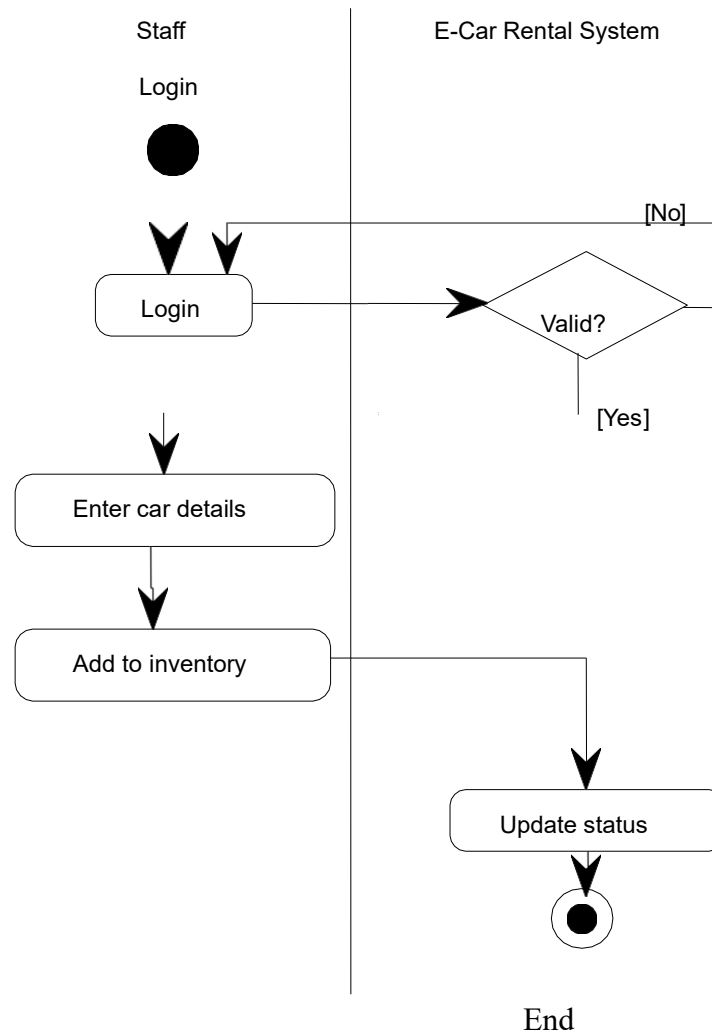 Staff E-Car Rental System
Login
[No]
Login
Valid?
[Yes]
Enter car details
Add to inventory
Update status
End